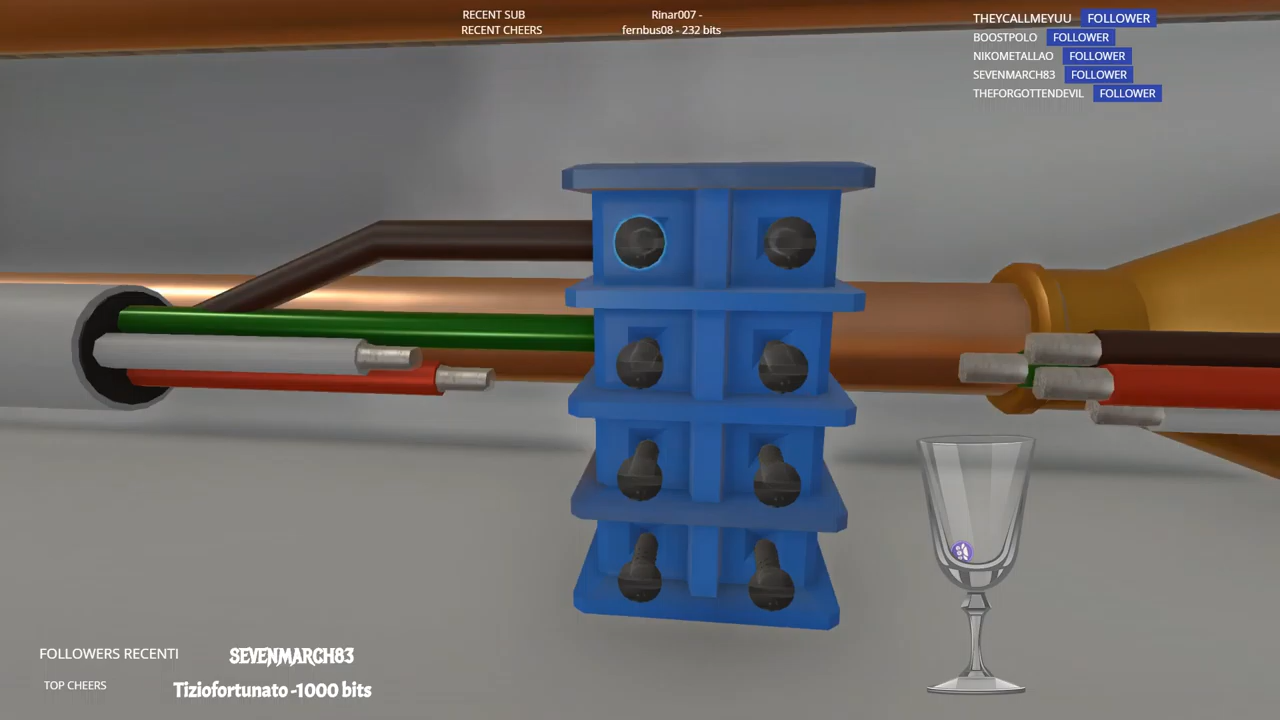 RECENT SUB Rinar007 -
RECENT CHEERS fernbus08 - 232 bits
THEYCALLMEYUU FOLLOWER
BOOSTPOLO FOLLOWER
NIKOMETALLAO FOLLOWER
SEVENMARCH83 FOLLOWER
THEFORGOTTENDEVIL FOLLOWER
FOLLOWERS RECENTI SEVENMARCH83
TOP CHEERS Tiziofortunato -1000 bits